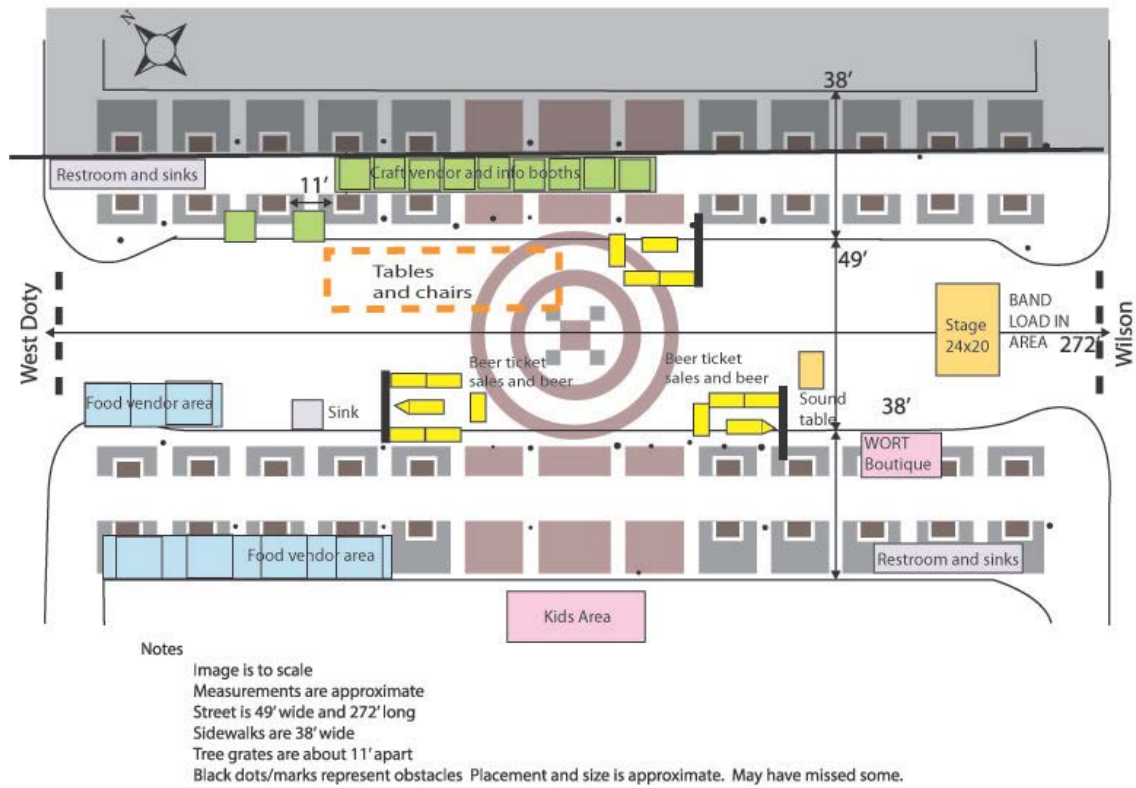 N
38'
Restroom and sinks
Craft vendor and info booths
11'
49'
Tables
and chairs
West Doty
Stage
24x20
BAND
LOAD IN
AREA
272'
Wilson
Beer ticket
sales and beer
Beer ticket
sales and beer
Food vendor area
Sink
Sound
table
38'
WORT
Boutique
Food vendor area
Restroom and sinks
Kids Area
Notes
Image is to scale
Measurements are approximate
Street is 49' wide and 272' long
Sidewalks are 38' wide
Tree grates are about 11' apart
Black dots/marks represent obstacles Placement and size is approximate. May have missed some.